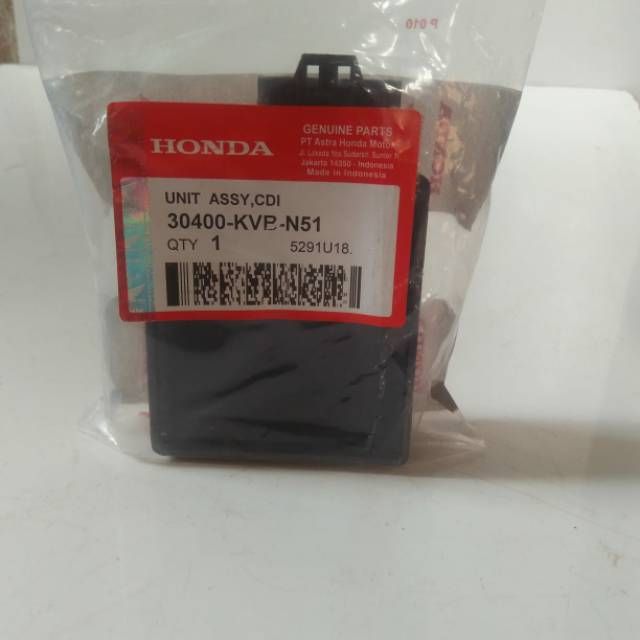 P 010
HONDA
GENUINE PARTS
PT Astra Honda Motor
Jakarta 14350 - Indonesia
Made in Indonesia
UNIT ASSY,CDI
30400-KVB-N51
QTY 1 5291U18.